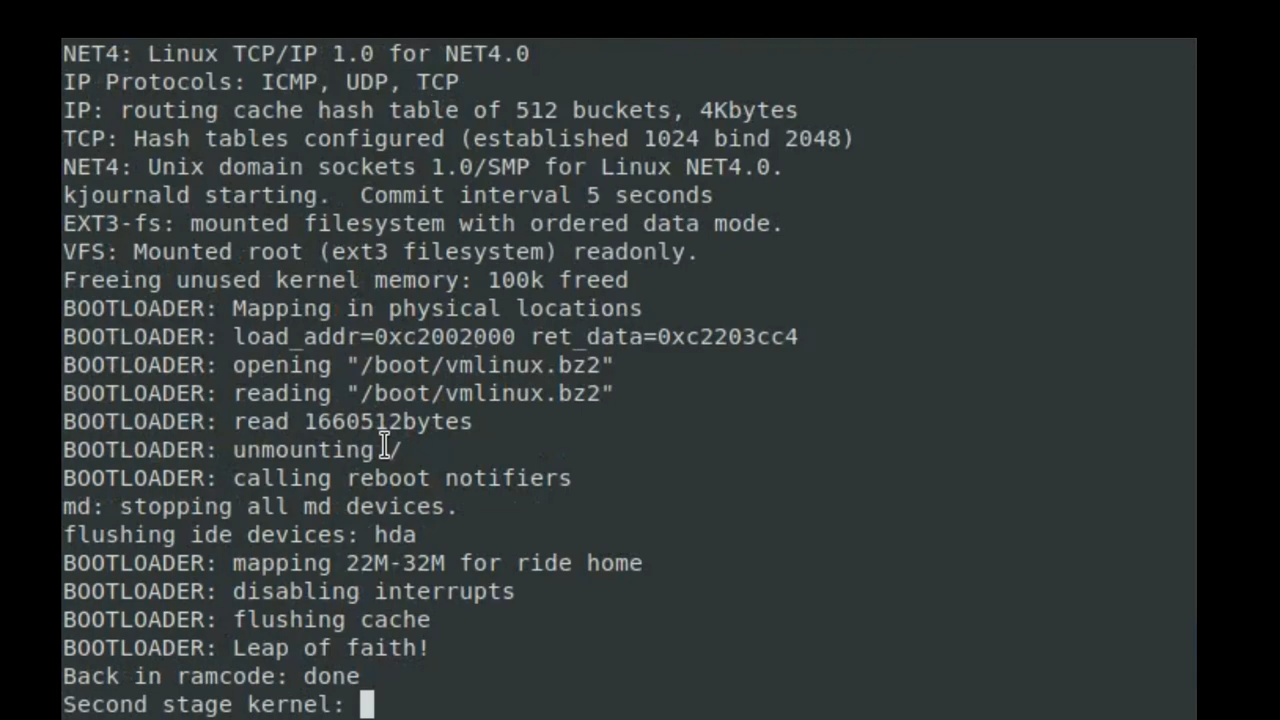 NET4: Linux TCP/IP 1.0 for NET4.0
IP Protocols: ICMP, UDP, TCP
IP: routing cache hash table of 512 buckets, 4Kbytes
TCP: Hash tables configured (established 1024 bind 2048)
NET4: Unix domain sockets 1.0/SMP for Linux NET4.0.
kjournald starting.  Commit interval 5 seconds
EXT3-fs: mounted filesystem with ordered data mode.
VFS: Mounted root (ext3 filesystem) readonly.
Freeing unused kernel memory: 100k freed
BOOTLOADER: Mapping in physical locations
BOOTLOADER: load_addr=0xc2002000 ret_data=0xc2203cc4
BOOTLOADER: opening "/boot/vmlinux.bz2"
BOOTLOADER: reading "/boot/vmlinux.bz2"
BOOTLOADER: read 1660512bytes
BOOTLOADER: unmounting /
BOOTLOADER: calling reboot notifiers
md: stopping all md devices.
flushing ide devices: hda
BOOTLOADER: mapping 22M-32M for ride home
BOOTLOADER: disabling interrupts
BOOTLOADER: flushing cache
BOOTLOADER: Leap of faith!
Back in ramcode: done
Second stage kernel: